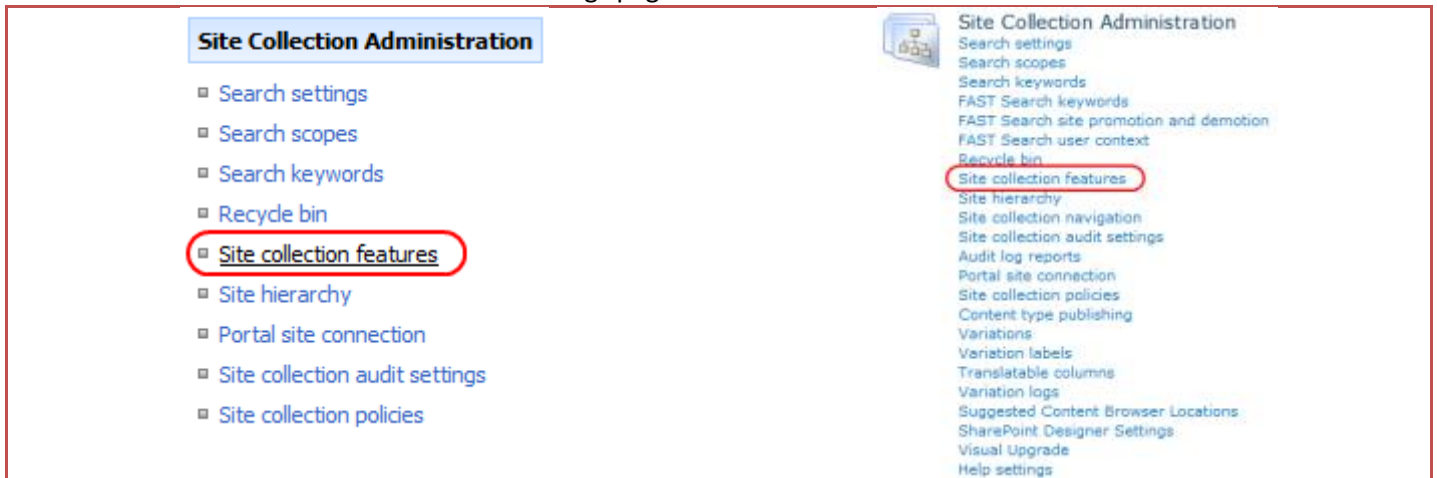 Site Collection Administration
Search settings
Search scopes
Search keywords
Recycle bin
Site collection features
Site hierarchy
Portal site connection
Site collection audit settings
Site collection policies
Site Collection Administration
Search settings
Search scopes
Search keywords
FAST Search keywords
FAST Search site promotion and demotion
FAST Search user context
Recycle bin
Site collection features
Site hierarchy
Site collection navigation
Site collection audit settings
Audit log reports
Portal site connection
Site collection policies
Content type publishing
Variations
Variation labels
Translatable columns
Variation logs
Suggested Content Browser Locations
SharePoint Designer Settings
Visual Upgrade
Help settings